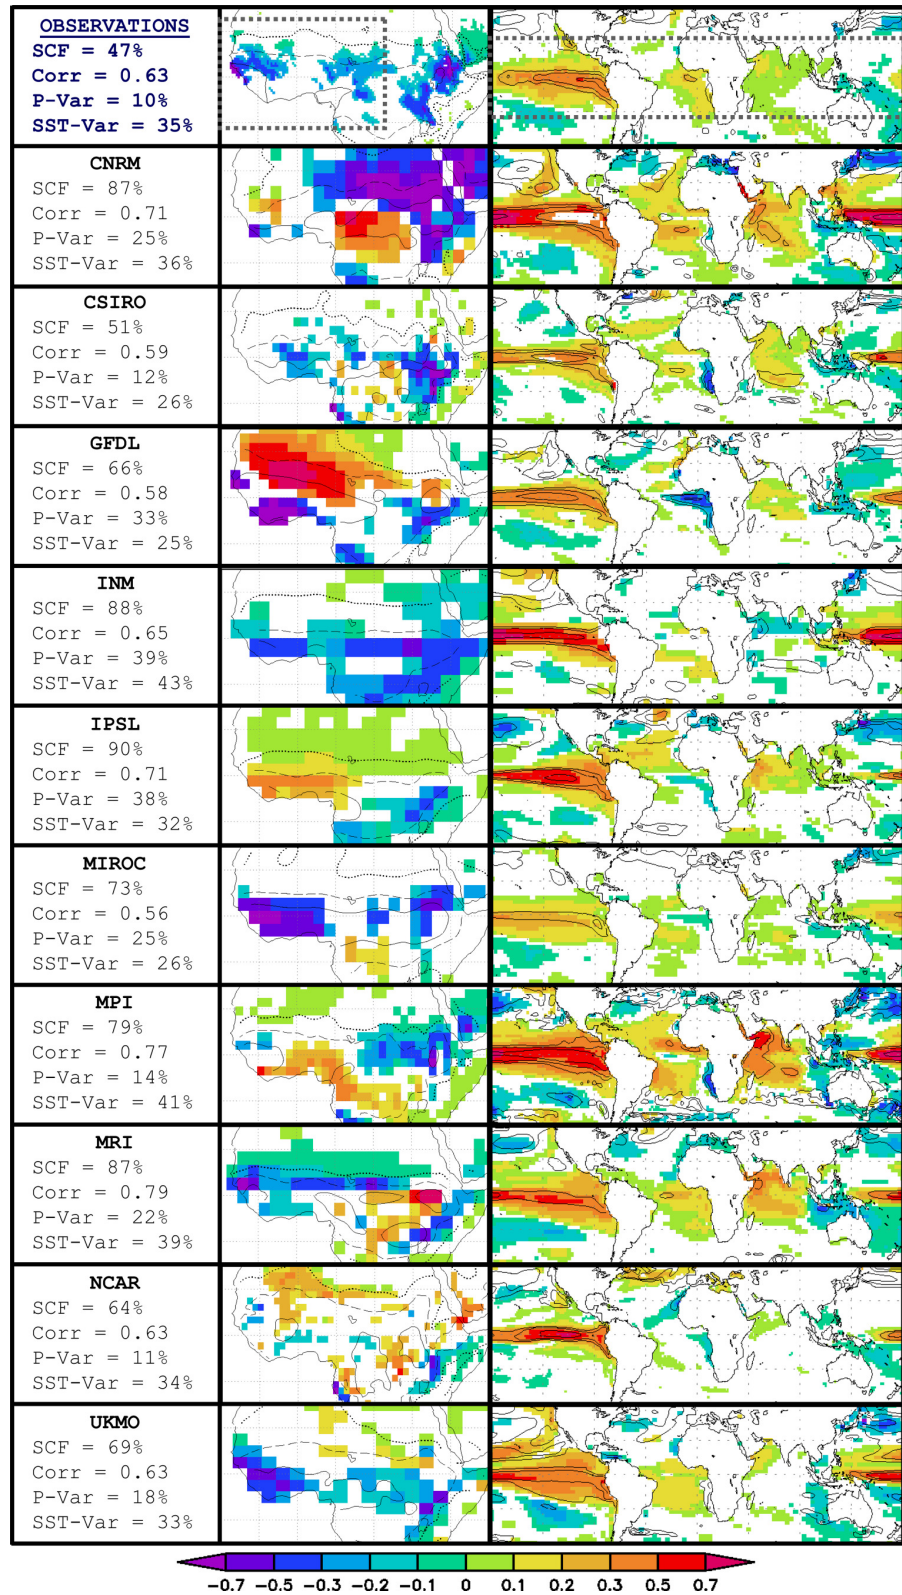 OBSERVATIONS
SCF = 47%
Corr = 0.63
P-Var = 10%
SST-Var = 35%
CNRM
SCF = 87%
Corr = 0.71
P-Var = 25%
SST-Var = 36%
CSIRO
SCF = 51%
Corr = 0.59
P-Var = 12%
SST-Var = 26%
GFDL
SCF = 66%
Corr = 0.58
P-Var = 33%
SST-Var = 25%
INM
SCF = 88%
Corr = 0.65
P-Var = 39%
SST-Var = 43%
IPSL
SCF = 90%
Corr = 0.71
P-Var = 38%
SST-Var = 32%
MIROC
SCF = 73%
Corr = 0.56
P-Var = 25%
SST-Var = 26%
MPI
SCF = 79%
Corr = 0.77
P-Var = 14%
SST-Var = 41%
MRI
SCF = 87%
Corr = 0.79
P-Var = 22%
SST-Var = 39%
NCAR
SCF = 64%
Corr = 0.63
P-Var = 11%
SST-Var = 34%
UKMO
SCF = 69%
Corr = 0.63
P-Var = 18%
SST-Var = 33%
-0.7 -0.5 -0.3 -0.2 -0.1 0 0.1 0.2 0.3 0.5 0.7